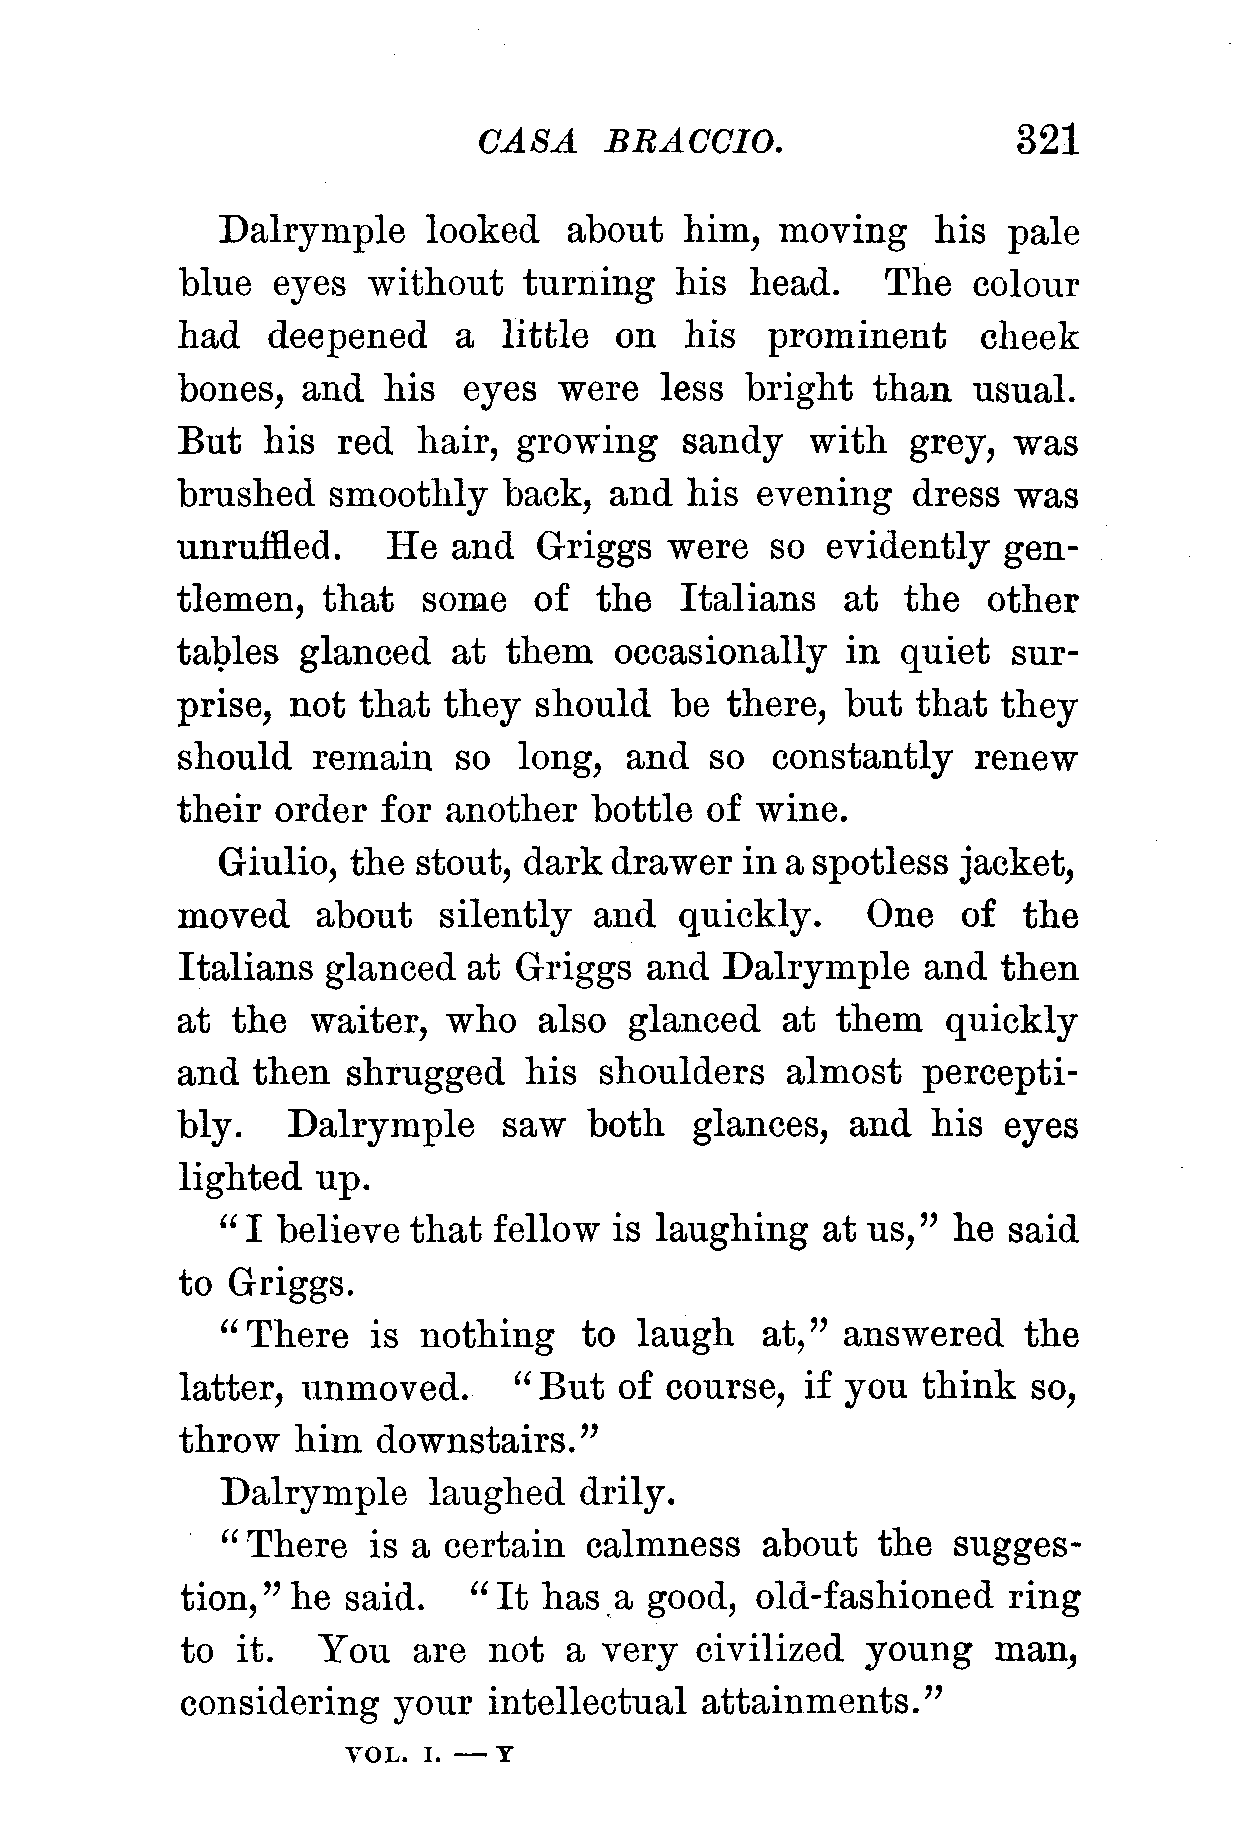 CASA BRACCIO. 321
Dalrymple looked about him, moving his pale
blue eyes without turning his head. The colour
had deepened a little on his prominent cheek
bones, and his eyes were less bright than usual.
But his red hair, growing sandy with grey, was
brushed smoothly back, and his evening dress was
unruffled. He and Griggs were so evidently gen-
tlemen, that some of the Italians at the other
tables glanced at them occasionally in quiet sur-
prise, not that they should be there, but that they
should remain so long, and so constantly renew
their order for another bottle of wine.
Giulio, the stout, dark drawer in a spotless jacket,
moved about silently and quickly. One of the
Italians glanced at Griggs and Dalrymple and then
at the waiter, who also glanced at them quickly
and then shrugged his shoulders almost percepti-
bly. Dalrymple saw both glances, and his eyes
lighted up.
"I believe that fellow is laughing at us," he said
to Griggs.
"There is nothing to laugh at," answered the
latter, unmoved. "But of course, if you think so,
throw him downstairs."
Dalrymple laughed drily.
"There is a certain calmness about the sugges-
tion," he said. "It has a good, old-fashioned ring
to it. You are not a very civilized young man,
considering your intellectual attainments."
VOL. I. — Y